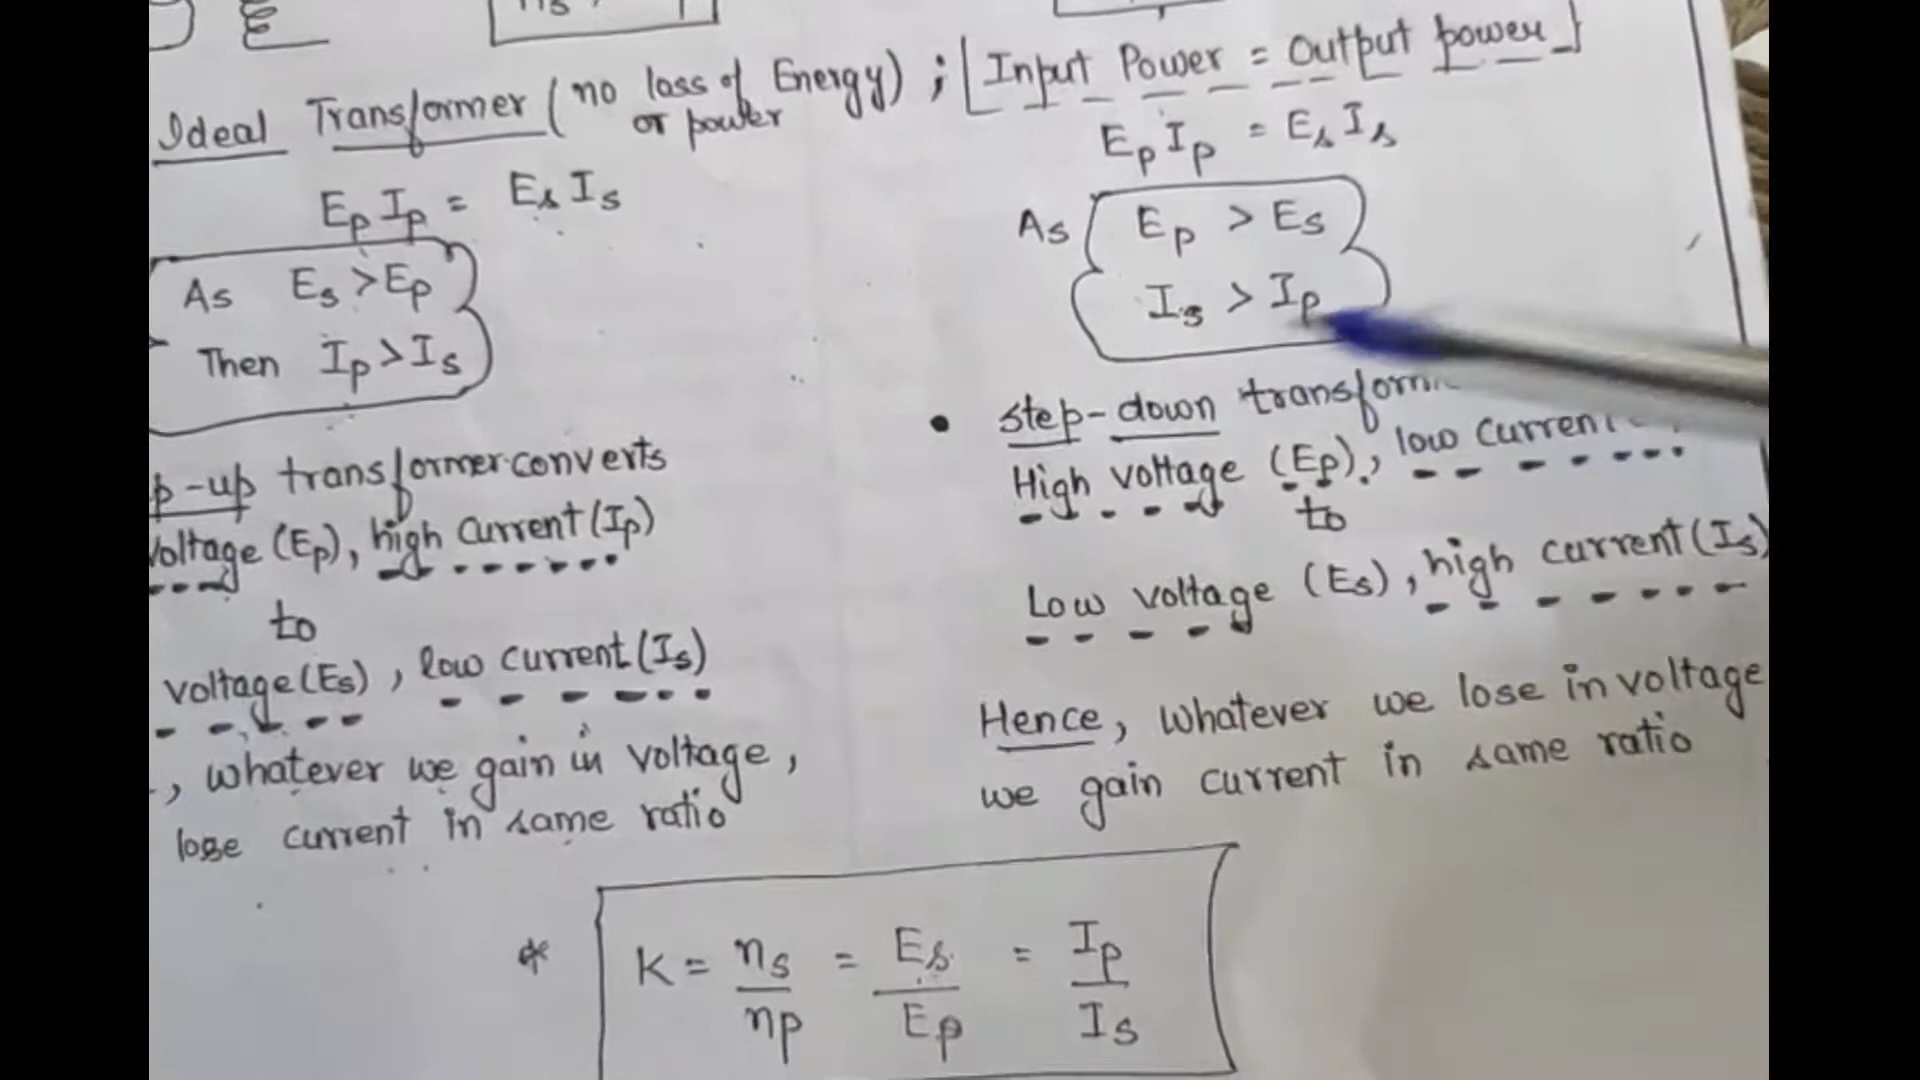 ns
Ideal Transformer (no loss of Energy) ; [Input Power = Output power]
or power
Ep Ip = Es Is
As Es > Ep
Then Ip > Is
p-up transformer converts
voltage (Ep), high current (Ip)
to
voltage (Es), low current (Is)
, whatever we gain in voltage,
lose current in same ratio
Ep Ip = Es Is
As Ep > Es
Is > Ip
• Step-down transform
High voltage (Ep), low current
to
Low voltage (Es), high current (Is)
Hence, whatever we lose in voltage
we gain current in same ratio
* K = ns/np = Es/Ep = Ip/Is